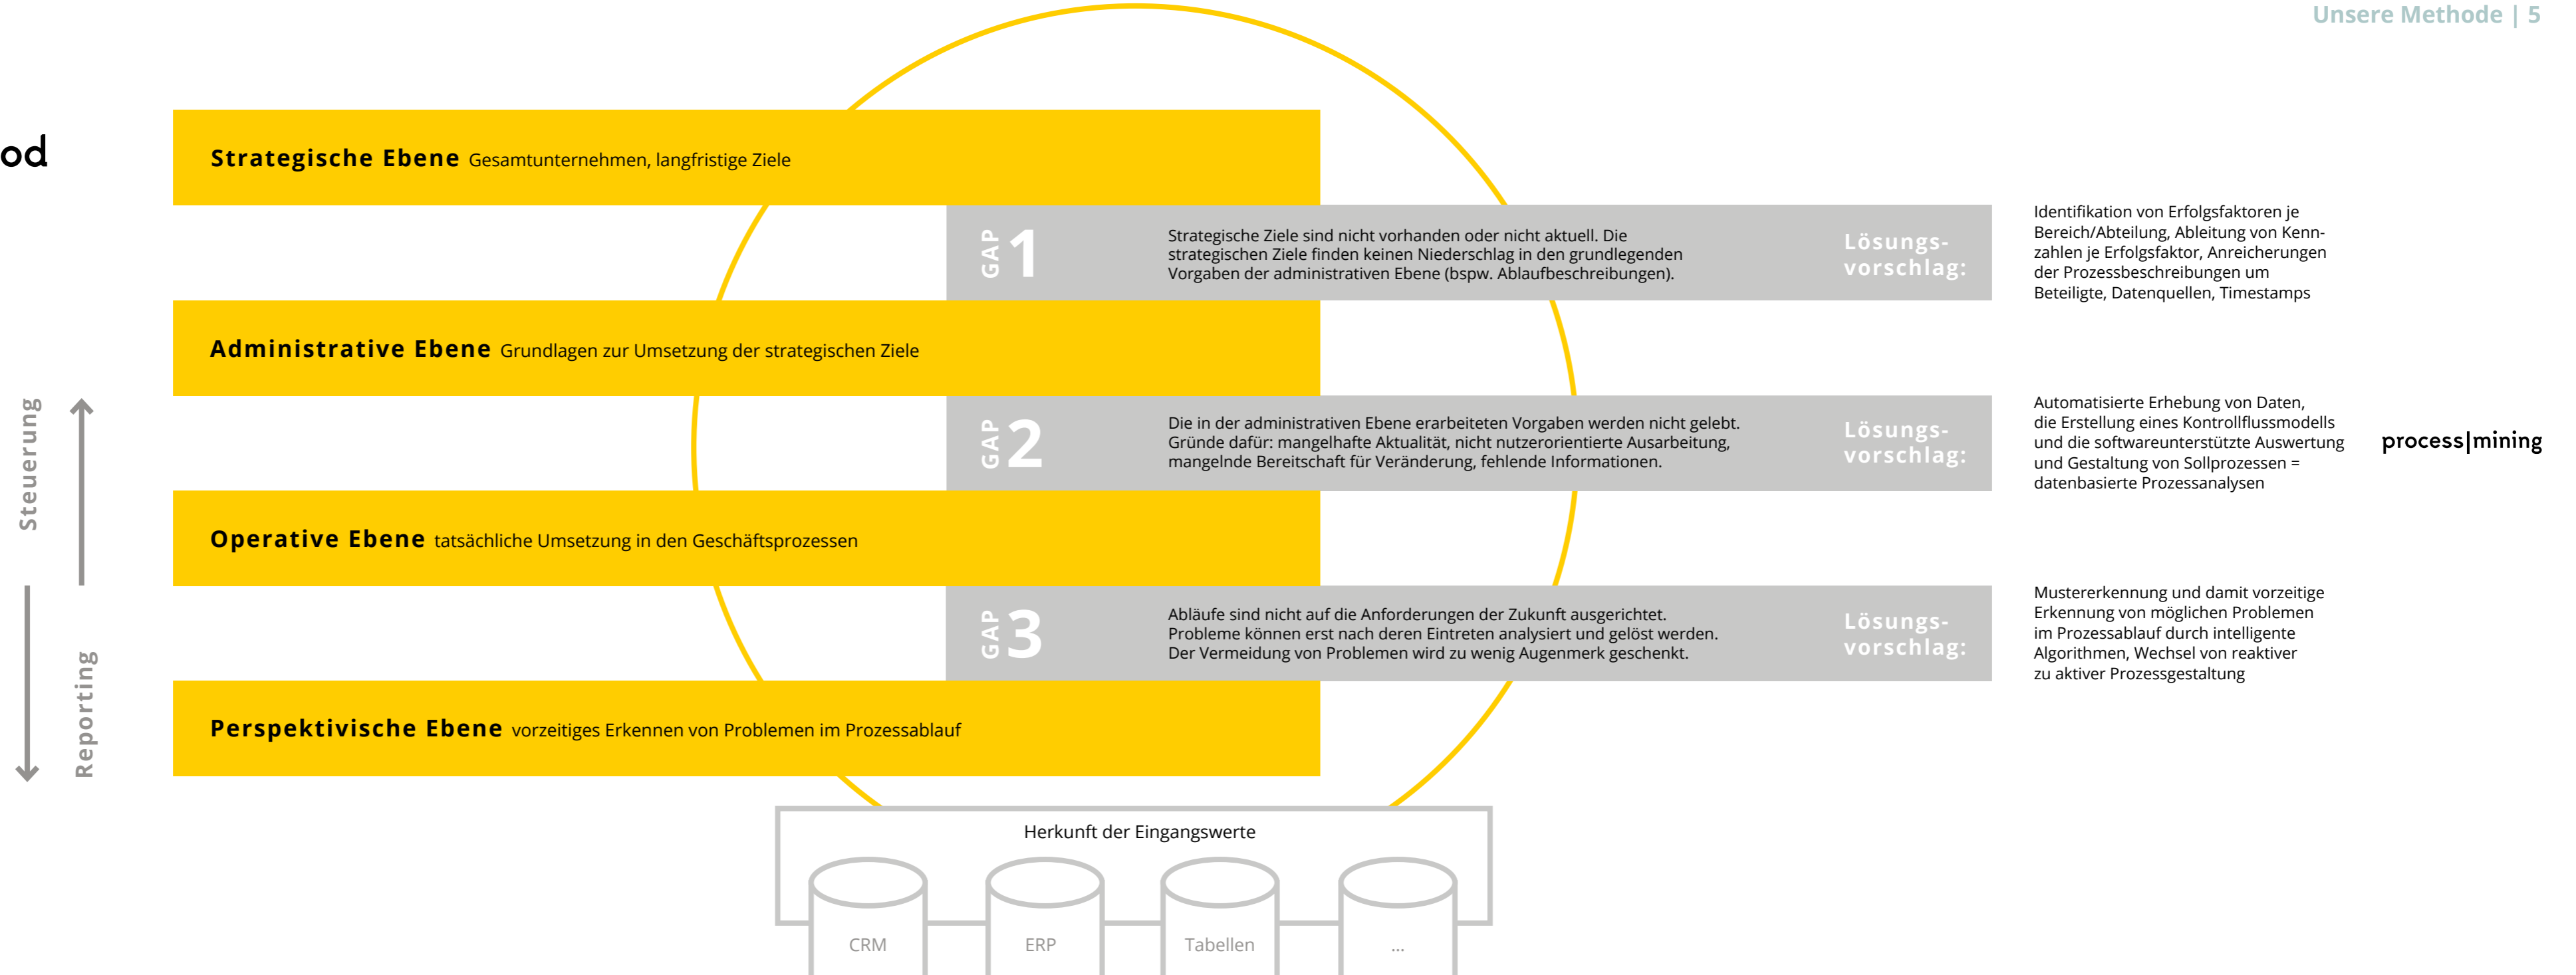 Unsere Methode | 5
od
Strategische Ebene Gesamtunternehmen, langfristige Ziele
GAP 1
Strategische Ziele sind nicht vorhanden oder nicht aktuell. Die
strategischen Ziele finden keinen Niederschlag in den grundlegenden
Vorgaben der administrativen Ebene (bspw. Ablaufbeschreibungen).
Lösungs-
vorschlag:
Identifikation von Erfolgsfaktoren je
Bereich/Abteilung, Ableitung von Kenn-
zahlen je Erfolgsfaktor, Anreicherungen
der Prozessbeschreibungen um
Beteiligte, Datenquellen, Timestamps
Administrative Ebene Grundlagen zur Umsetzung der strategischen Ziele
Steuerung
GAP 2
Die in der administrativen Ebene erarbeiteten Vorgaben werden nicht gelebt.
Gründe dafür: mangelhafte Aktualität, nicht nutzerorientierte Ausarbeitung,
mangelnde Bereitschaft für Veränderung, fehlende Informationen.
Lösungs-
vorschlag:
Automatisierte Erhebung von Daten,
die Erstellung eines Kontrollflussmodells
und die softwareunterstützte Auswertung
und Gestaltung von Sollprozessen =
datenbasierte Prozessanalysen
process|mining
Operative Ebene tatsächliche Umsetzung in den Geschäftsprozessen
Reporting
GAP 3
Abläufe sind nicht auf die Anforderungen der Zukunft ausgerichtet.
Probleme können erst nach deren Eintreten analysiert und gelöst werden.
Der Vermeidung von Problemen wird zu wenig Augenmerk geschenkt.
Lösungs-
vorschlag:
Mustererkennung und damit vorzeitige
Erkennung von möglichen Problemen
im Prozessablauf durch intelligente
Algorithmen, Wechsel von reaktiver
zu aktiver Prozessgestaltung
Perspektivische Ebene vorzeitiges Erkennen von Problemen im Prozessablauf
Herkunft der Eingangswerte
CRM
ERP
Tabellen
...